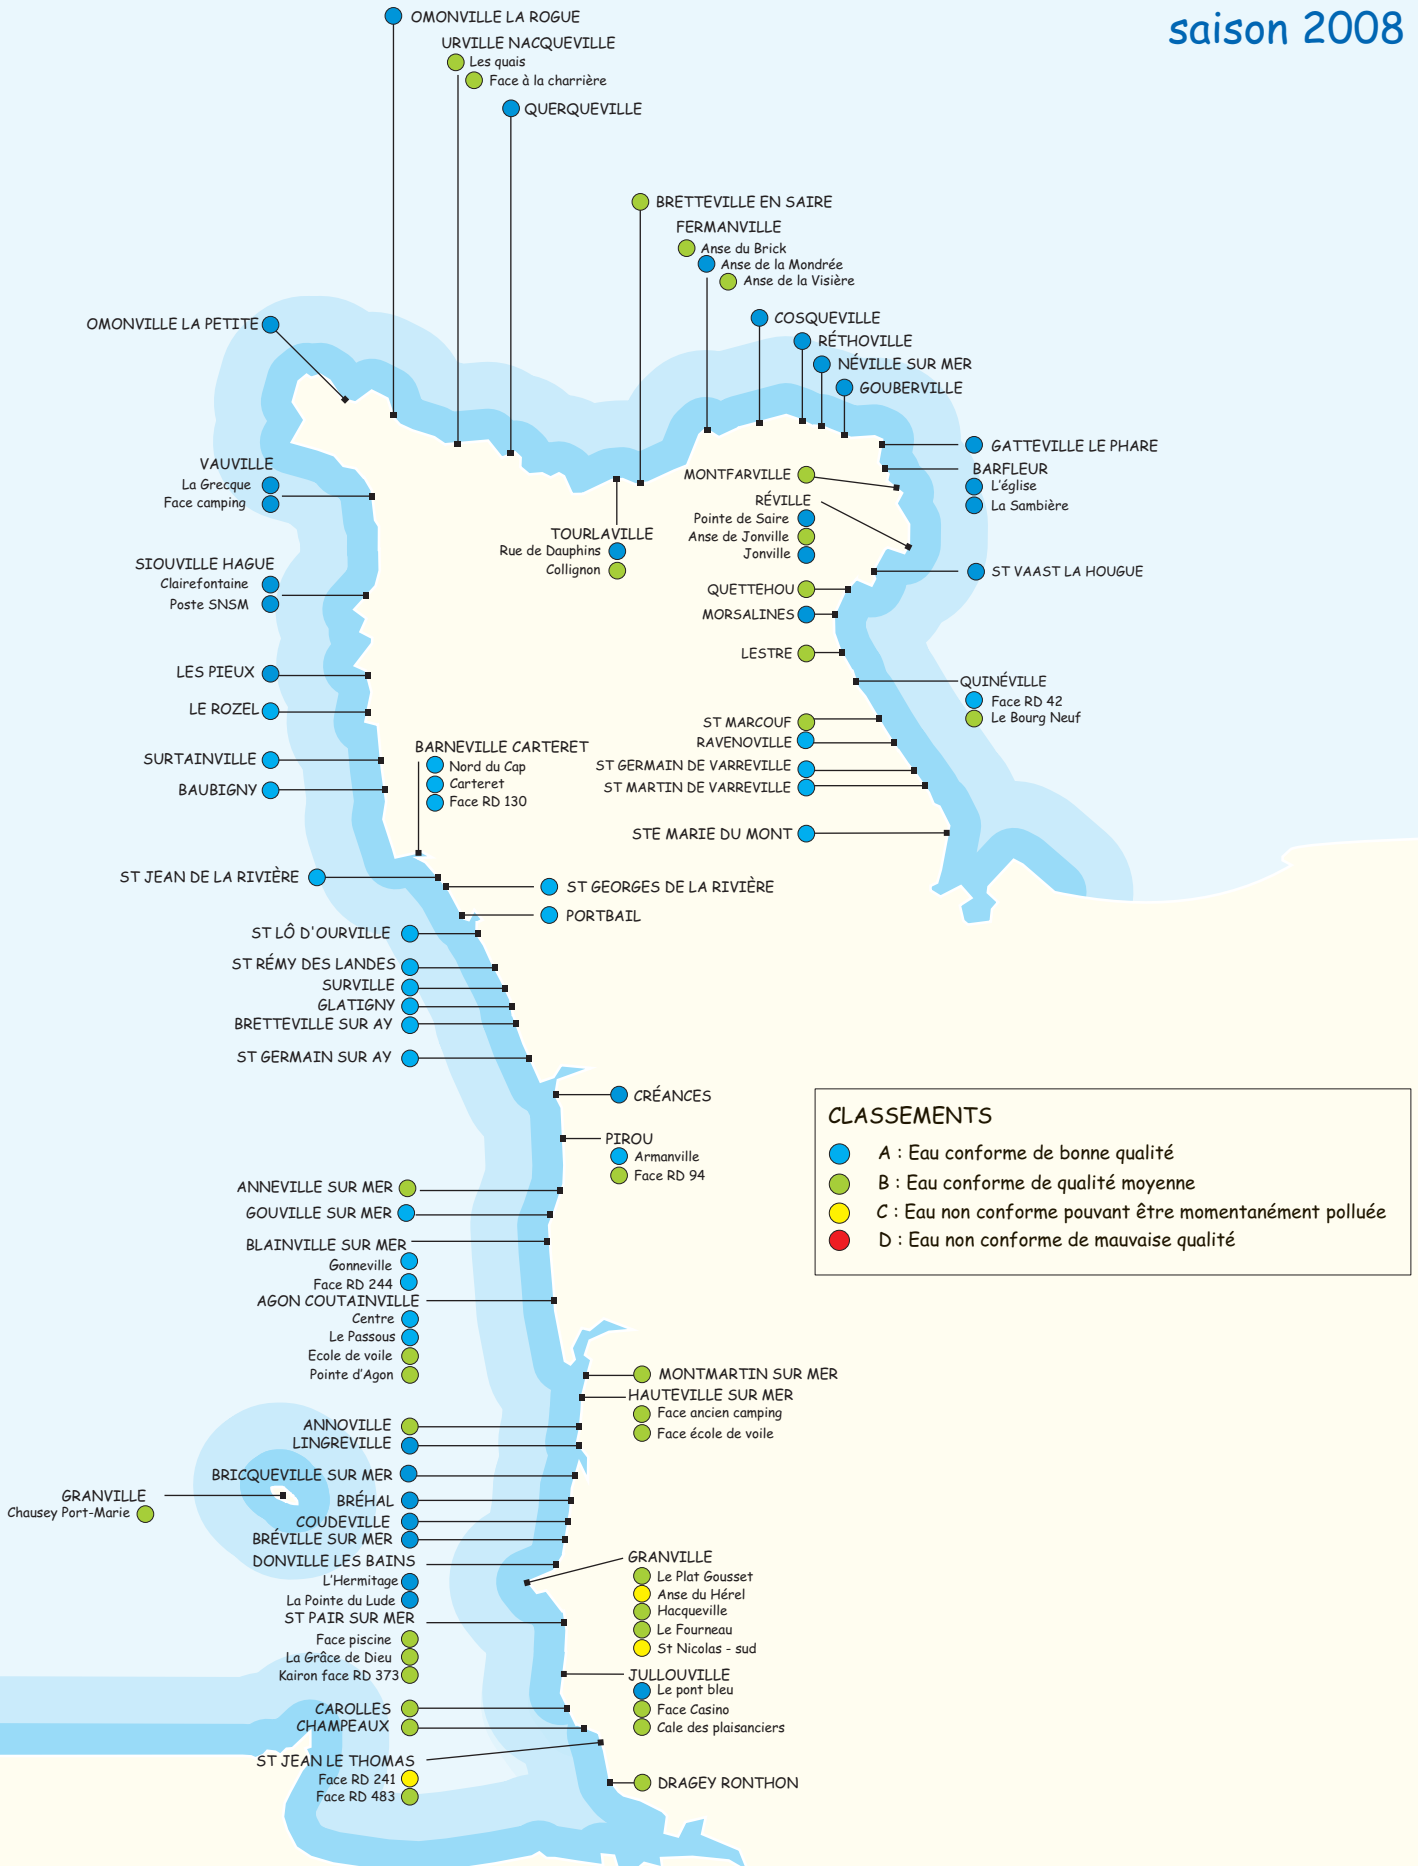 saison 2008
OMONVILLE LA ROGUE
URVILLE NACQUEVILLE
Les quais
Face à la charrière
QUERQUEVILLE
BRETTEVILLE EN SAIRE
FERMANVILLE
Anse du Brick
Anse de la Mondrée
Anse de la Visière
COSQUEVILLE
OMONVILLE LA PETITE
RÉTHOVILLE
NÉVILLE SUR MER
GOUBERVILLE
GATTEVILLE LE PHARE
BARFLEUR
L'église
La Sambière
VAUVILLE
La Grecque
Face camping
MONTFARVILLE
RÉVILLE
Pointe de Saire
Anse de Jonville
Jonville
TOURLAVILLE
Rue de Dauphins
Collignon
SIOUVILLE HAGUE
Clairefontaine
Poste SNSM
ST VAAST LA HOUGUE
QUETTEHOU
MORSALINES
LESTRE
LES PIEUX
QUINÉVILLE
Face RD 42
Le Bourg Neuf
LE ROZEL
ST MARCOUF
RAVENOVILLE
SURTAINVILLE
BARNEVILLE CARTERET
Nord du Cap
Carteret
Face RD 130
ST GERMAIN DE VARREVILLE
ST MARTIN DE VARREVILLE
BAUBIGNY
STE MARIE DU MONT
ST JEAN DE LA RIVIÈRE
ST GEORGES DE LA RIVIÈRE
PORTBAIL
ST LÔ D'OURVILLE
ST RÉMY DES LANDES
SURVILLE
GLATIGNY
BRETTEVILLE SUR AY
ST GERMAIN SUR AY
CRÉANCES
PIROU
Armanville
Face RD 94
CLASSEMENTS
A : Eau conforme de bonne qualité
B : Eau conforme de qualité moyenne
C : Eau non conforme pouvant être momentanément polluée
D : Eau non conforme de mauvaise qualité
ANNEVILLE SUR MER
GOUVILLE SUR MER
BLAINVILLE SUR MER
Gonneville
Face RD 244
AGON COUTAINVILLE
Centre
Le Passous
Ecole de voile
Pointe d'Agon
MONTMARTIN SUR MER
HAUTEVILLE SUR MER
Face ancien camping
Face école de voile
ANNOVILLE
LINGREVILLE
BRICQUEVILLE SUR MER
GRANVILLE
Chausey Port-Marie
BRÉHAL
COUDEVILLE
BRÉVILLE SUR MER
DONVILLE LES BAINS
L'Hermitage
La Pointe du Lude
GRANVILLE
Le Plat Gousset
Anse du Hérel
Hacqueville
Le Fourneau
St Nicolas - sud
ST PAIR SUR MER
Face piscine
La Grâce de Dieu
Kairon face RD 373
JULLOUVILLE
Le pont bleu
Face Casino
Cale des plaisanciers
CAROLLES
CHAMPEAUX
ST JEAN LE THOMAS
Face RD 241
Face RD 483
DRAGEY RONTHON